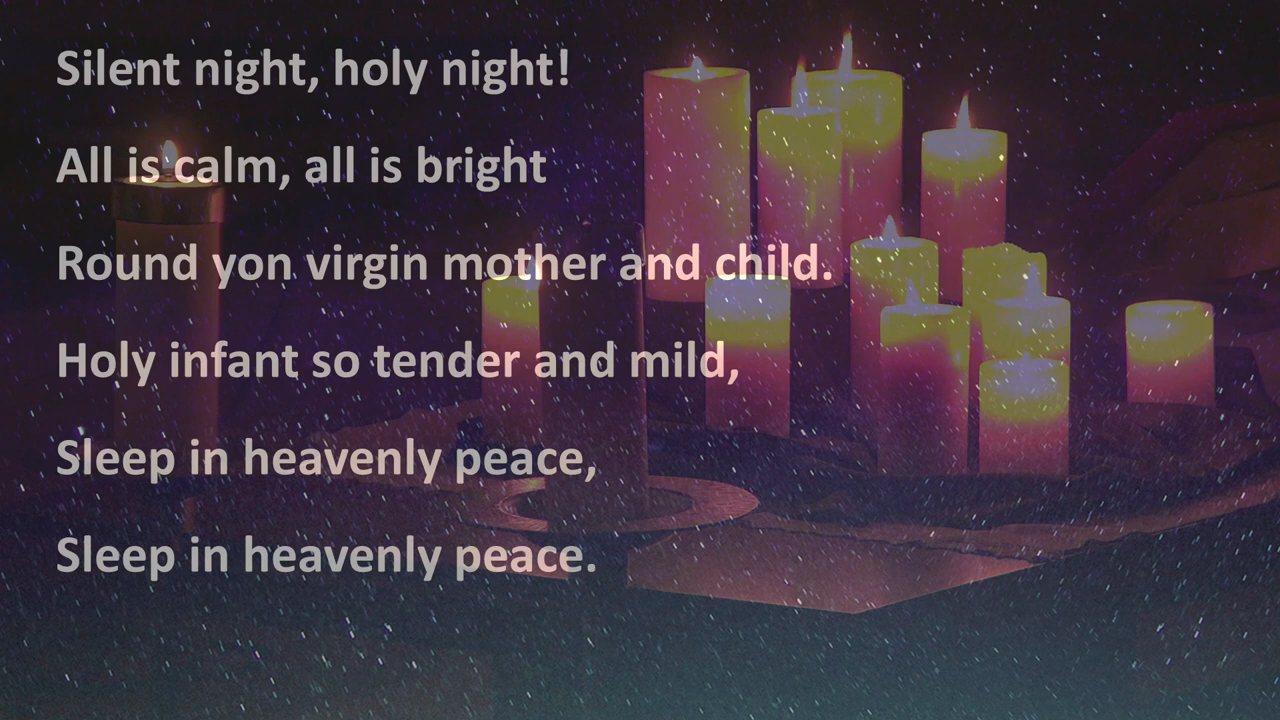 Silent night, holy night!
All is calm, all is bright
Round yon virgin mother and child.
Holy infant so tender and mild,
Sleep in heavenly peace,
Sleep in heavenly peace.